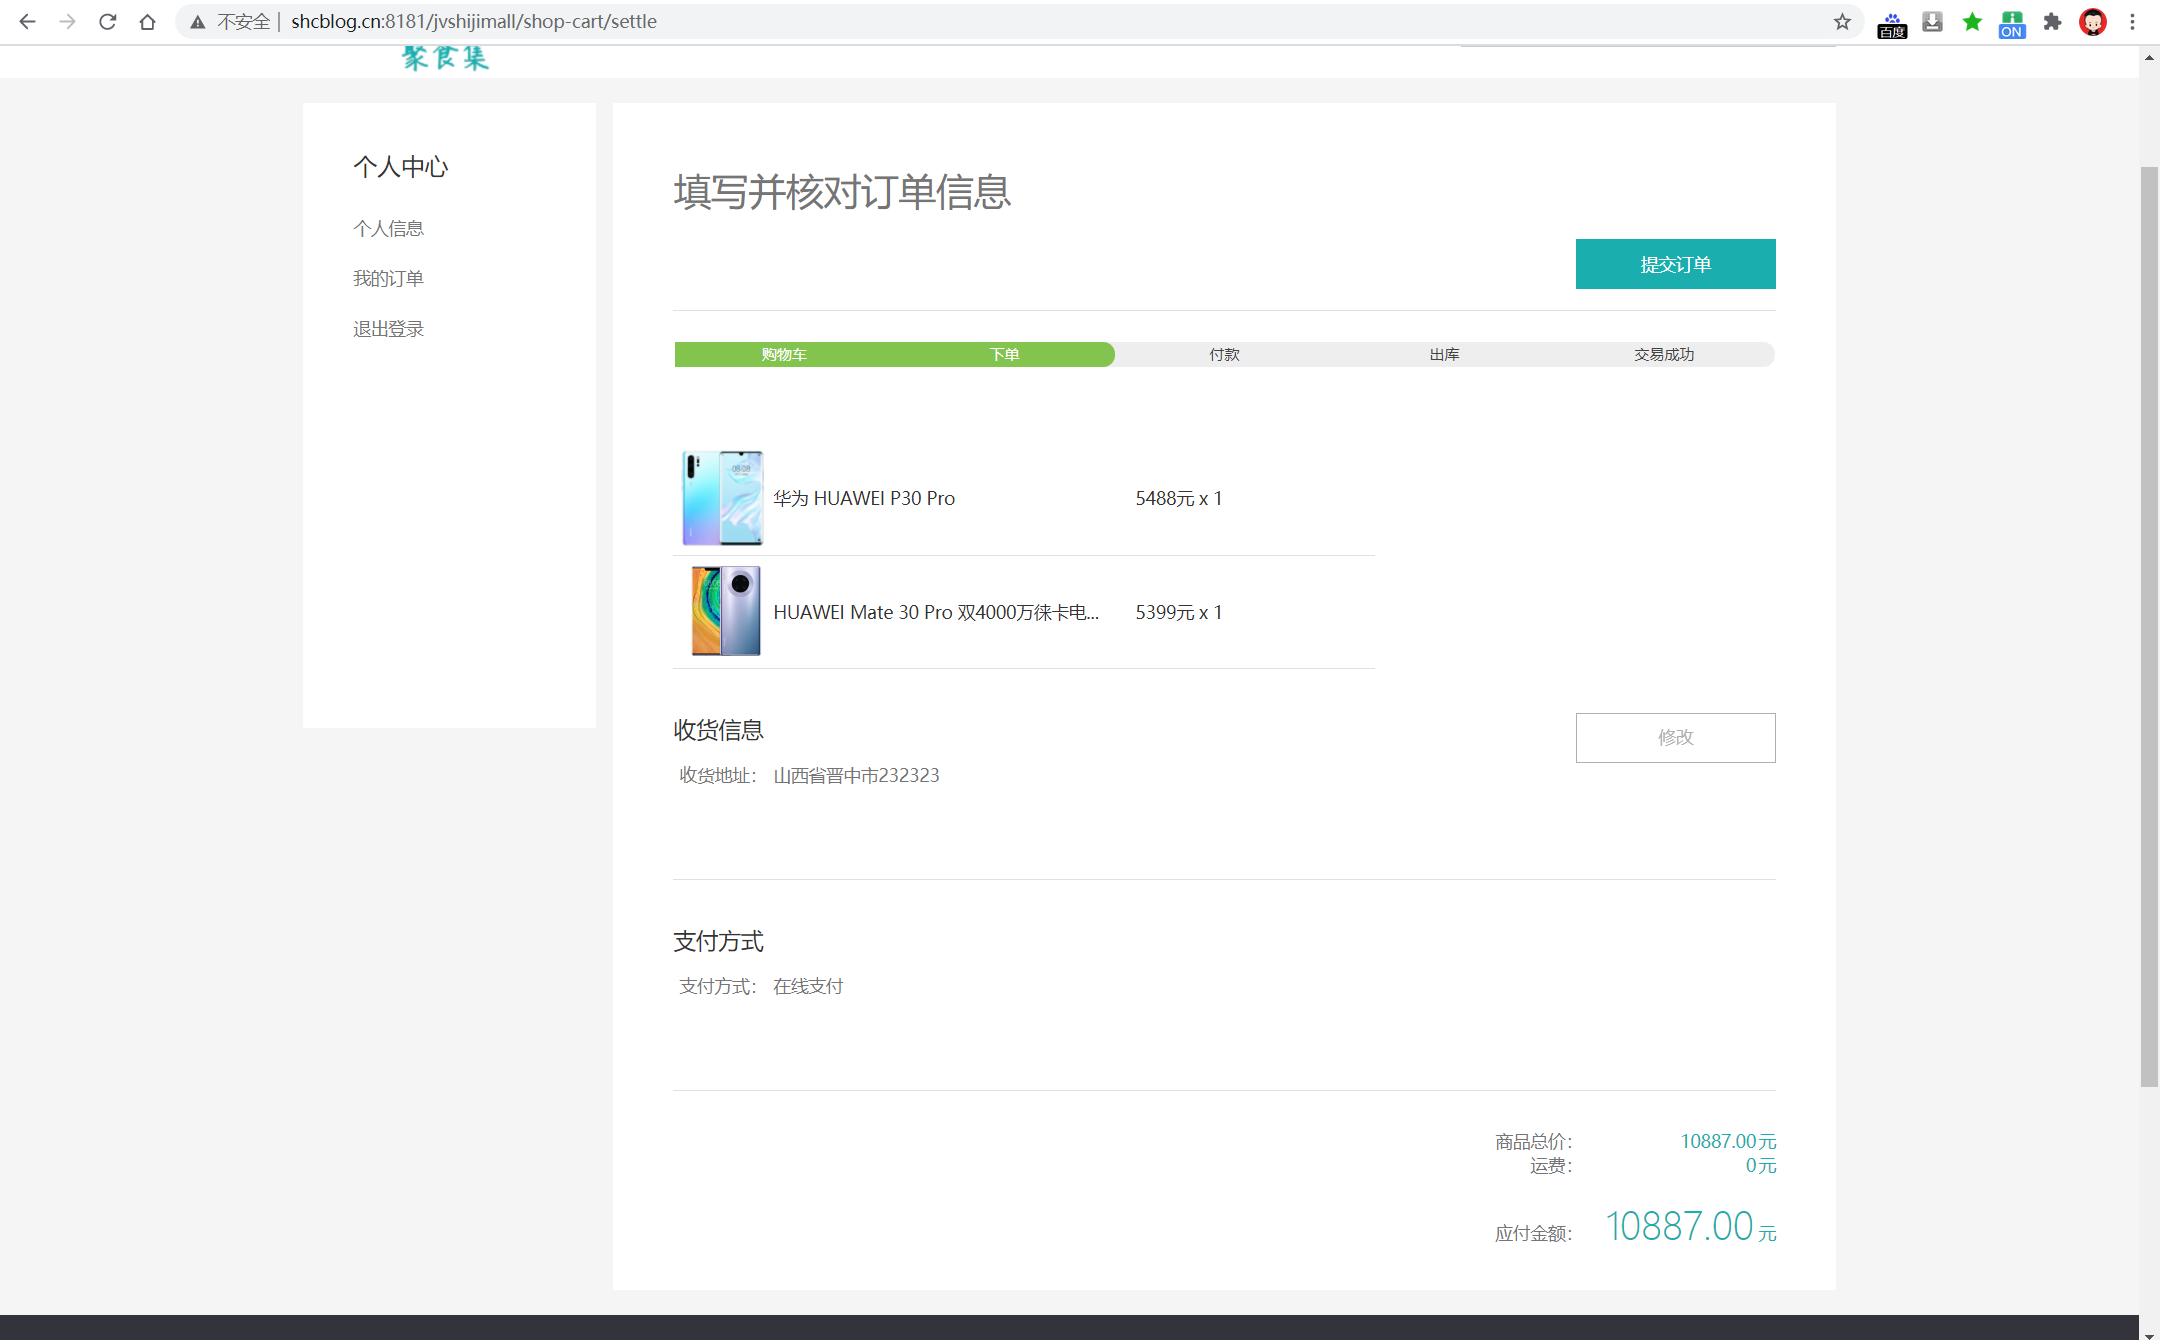 不安全 | shcblog.cn:8181/jvshijimall/shop-cart/settle
百度
ON
聚食集
个人中心
个人信息
我的订单
退出登录
填写并核对订单信息
提交订单
购物车 下单 付款 出库 交易成功
华为 HUAWEI P30 Pro 5488元 x 1
HUAWEI Mate 30 Pro 双4000万徕卡电... 5399元 x 1
收货信息
修改
收货地址： 山西省晋中市232323
支付方式
支付方式： 在线支付
商品总价： 10887.00元
运费： 0元
应付金额： 10887.00元